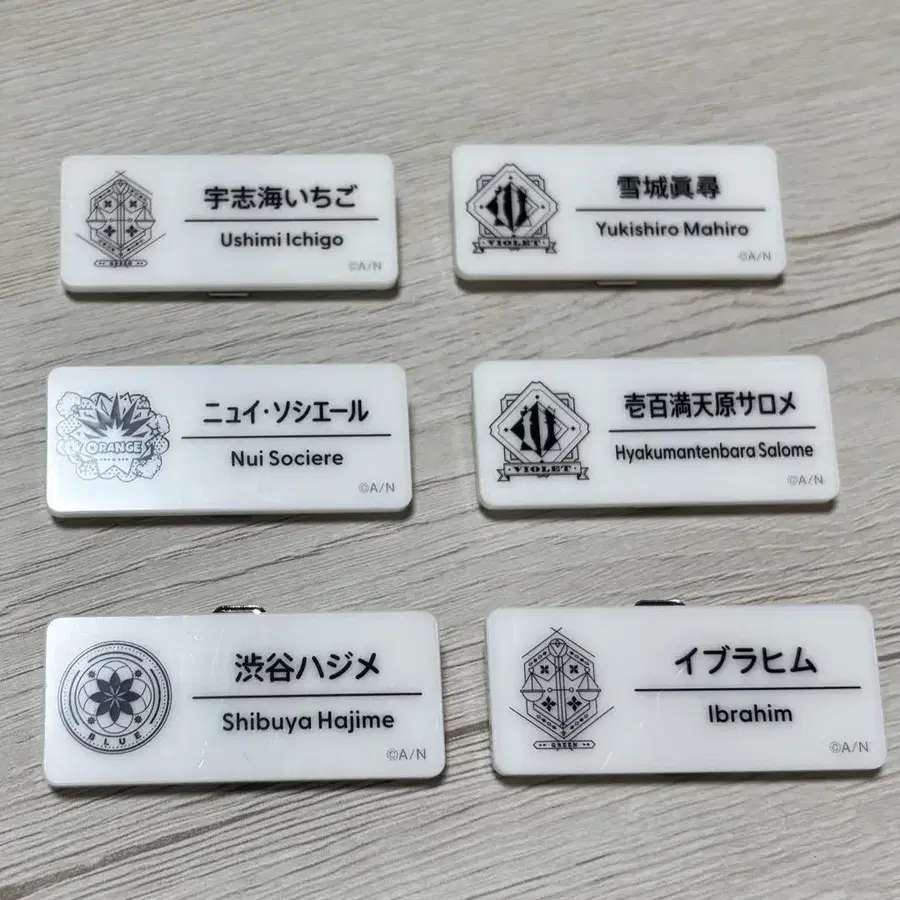 宇志海いちご
Ushimi Ichigo
GREEN
©A/N
雪城眞尋
Yukishiro Mahiro
VIOLET
©A/N
ニュイ・ソシエール
Nui Sociere
ORANGE
©A/N
壱百満天原サロメ
Hyakumantenbara Salome
VIOLET
©A/N
渋谷ハジメ
Shibuya Hajime
BLUE
©A/N
イブラヒム
Ibrahim
GREEN
©A/N